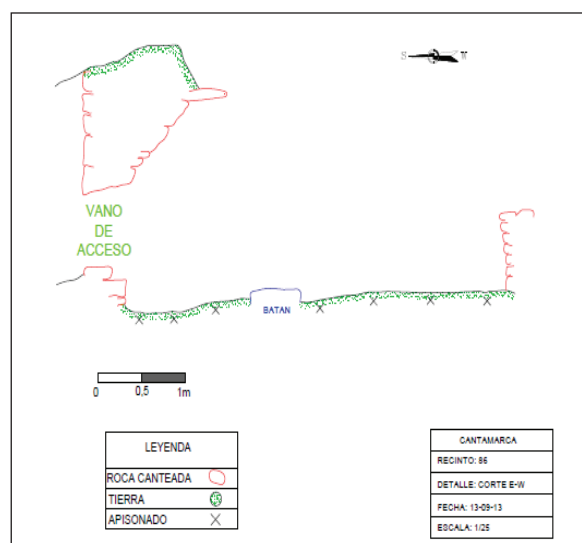 S W
VANO
DE
ACCESO
BATAN
0 0,5 1m
LEYENDA
ROCA CANTEADA
TIERRA
APISONADO
CANTAMARCA
RECINTO: 86
DETALLE: CORTE E-W
FECHA: 13-09-13
ESCALA: 1/25